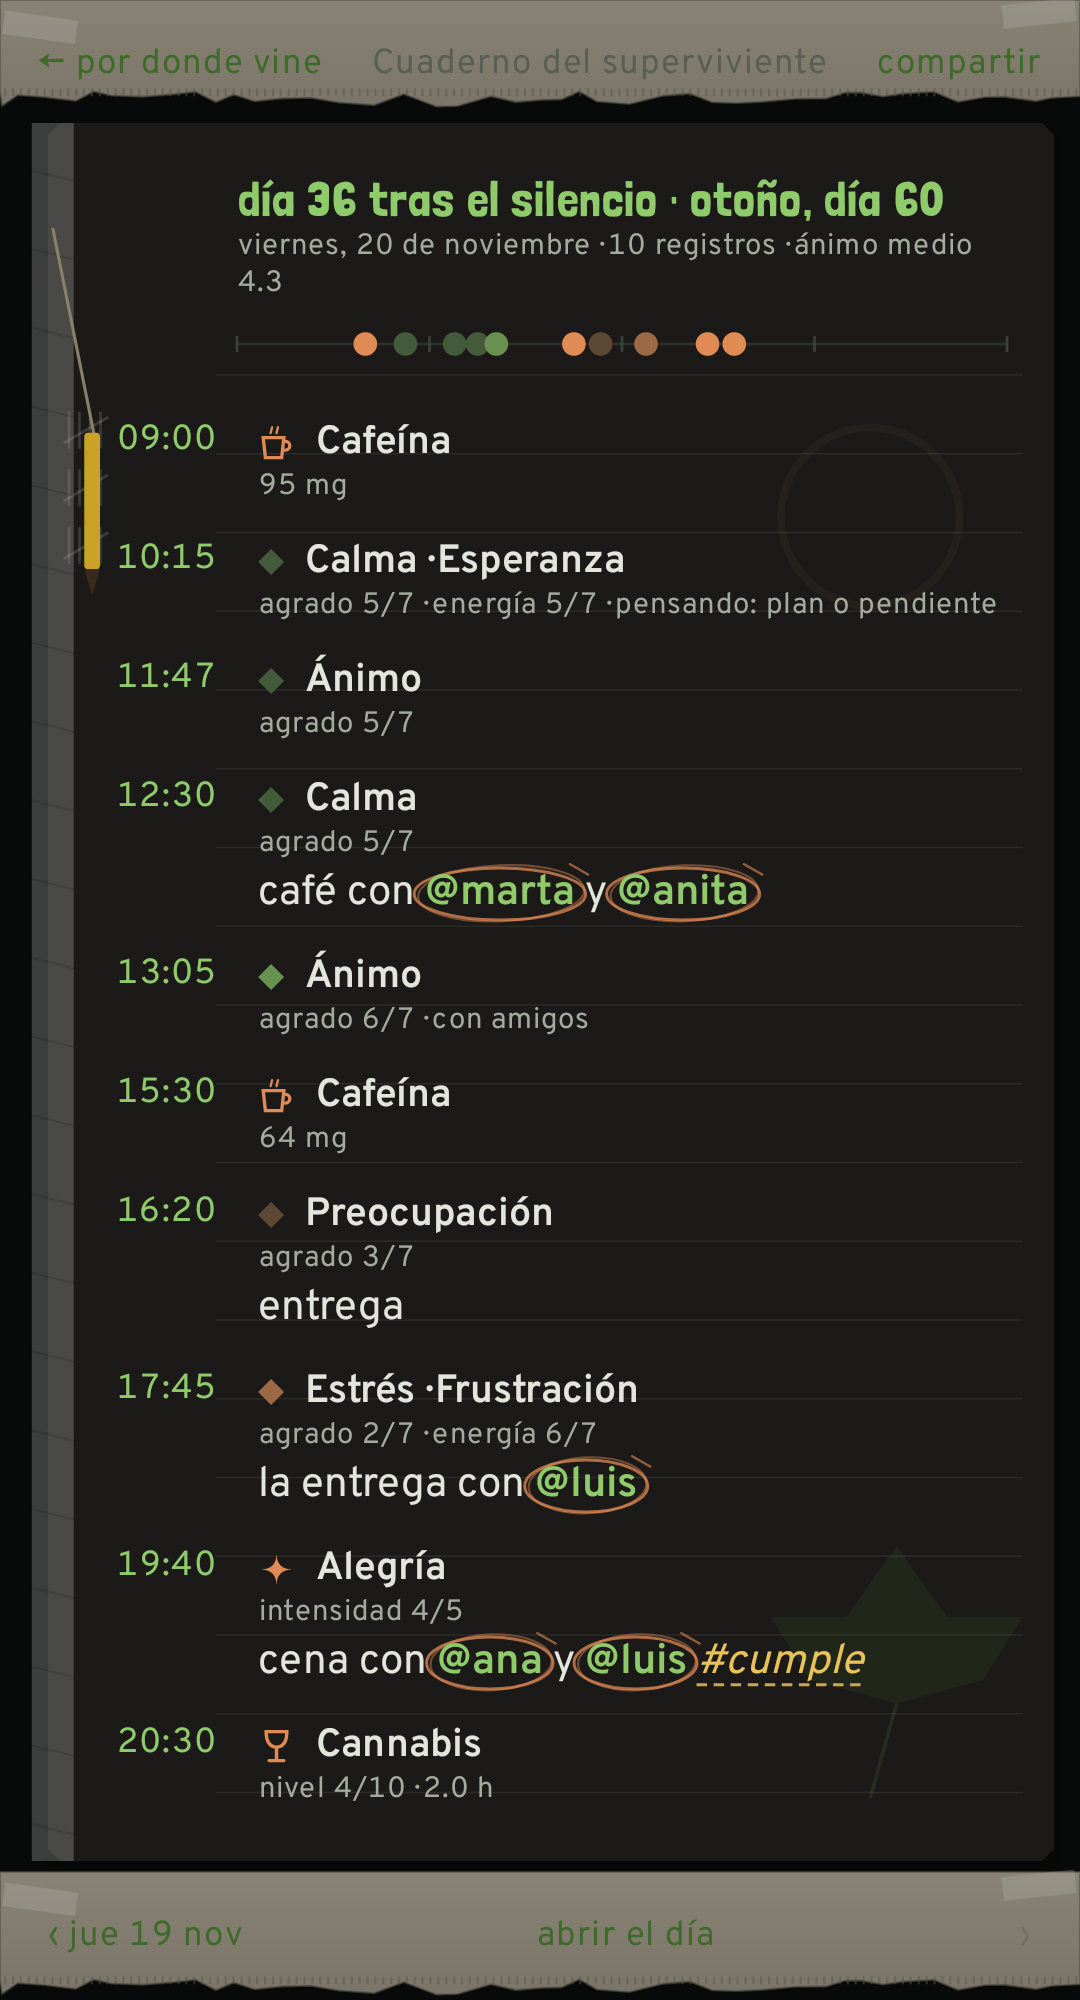 ← por donde vine Cuaderno del superviviente compartir
día 36 tras el silencio · otoño, día 60
viernes, 20 de noviembre · 10 registros · ánimo medio
4.3
09:00 Cafeína
95 mg
10:15 Calma · Esperanza
agrado 5/7 · energía 5/7 · pensando: plan o pendiente
11:47 Ánimo
agrado 5/7
12:30 Calma
agrado 5/7
café con @marta y @anita
13:05 Ánimo
agrado 6/7 · con amigos
15:30 Cafeína
64 mg
16:20 Preocupación
agrado 3/7
entrega
17:45 Estrés · Frustración
agrado 2/7 · energía 6/7
la entrega con @luis
19:40 Alegría
intensidad 4/5
cena con @ana y @luis #cumple
20:30 Cannabis
nivel 4/10 · 2.0 h
‹ jue 19 nov abrir el día ›